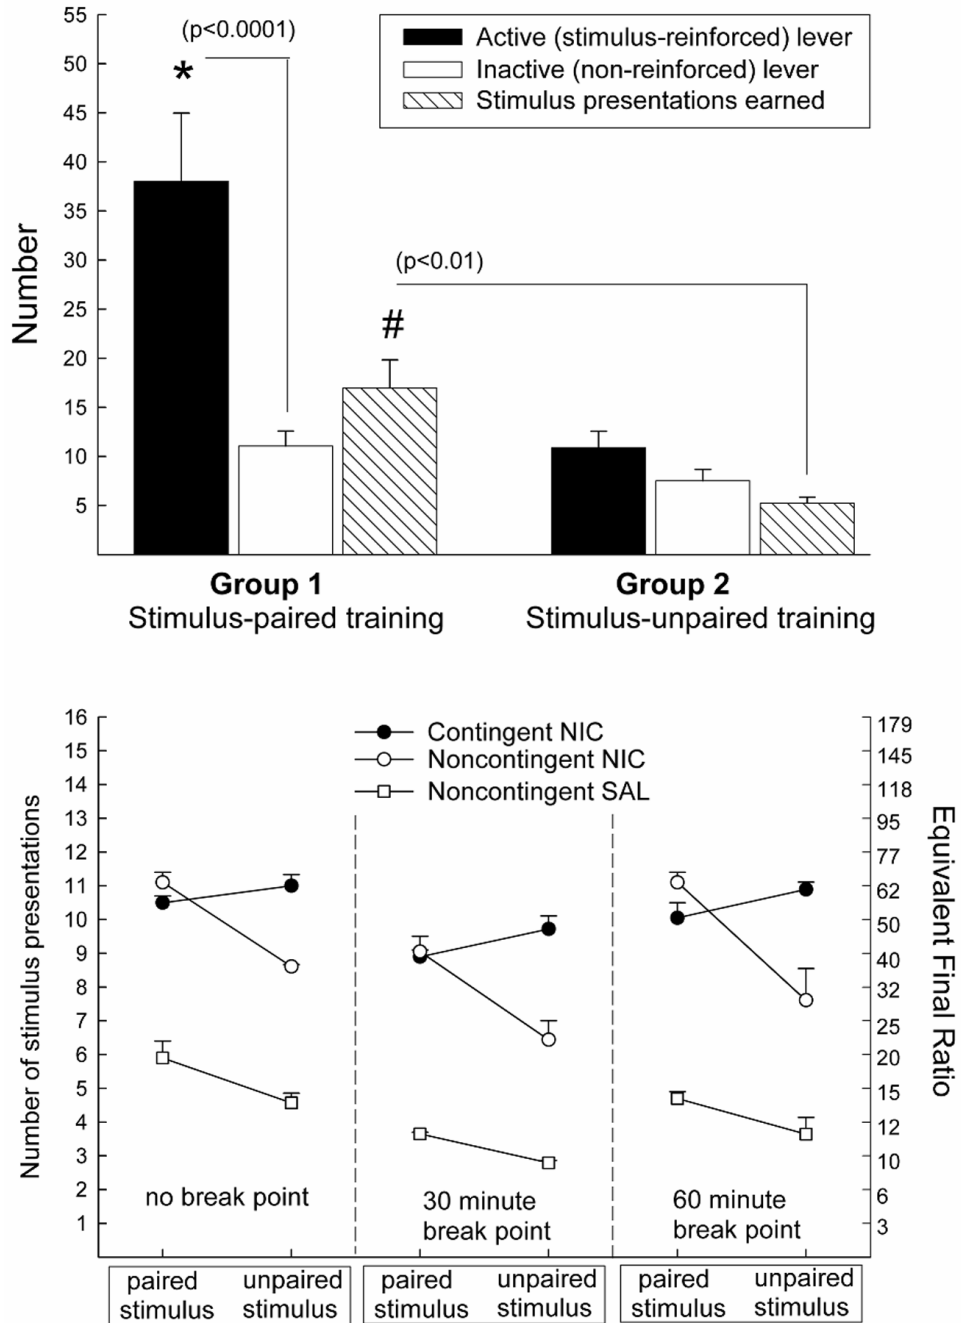 55
50
45
40
35
30
25
20
15
10
5
Number
(p<0.0001)
*
Active (stimulus-reinforced) lever
Inactive (non-reinforced) lever
Stimulus presentations earned
(p<0.01)
#
Group 1
Stimulus-paired training
Group 2
Stimulus-unpaired training
16
15
14
13
12
11
10
9
8
7
6
5
4
3
2
1
Number of stimulus presentations
Contingent NIC
Noncontingent NIC
Noncontingent SAL
179
145
118
95
77
62
50
40
32
25
20
15
12
10
6
3
Equivalent Final Ratio
no break point
30 minute
break point
60 minute
break point
paired
stimulus
unpaired
stimulus
paired
stimulus
unpaired
stimulus
paired
stimulus
unpaired
stimulus